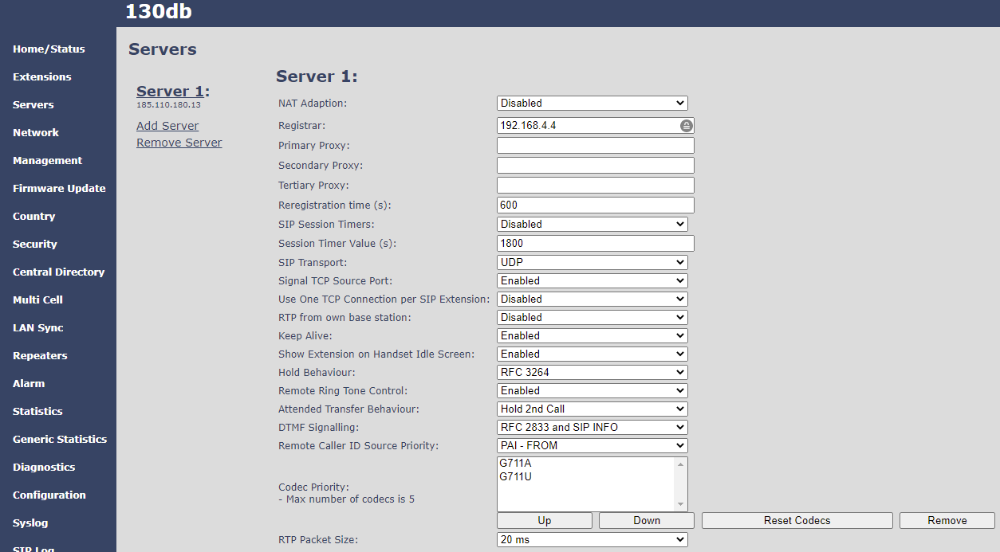 130db
Home/Status
Extensions
Servers
Network
Management
Firmware Update
Country
Security
Central Directory
Multi Cell
LAN Sync
Repeaters
Alarm
Statistics
Generic Statistics
Diagnostics
Configuration
Syslog
SIP Log
Servers
Server 1:
185.110.180.13
Add Server
Remove Server
Server 1:
NAT Adaption: Disabled
Registrar: 192.168.4.4
Primary Proxy:
Secondary Proxy:
Tertiary Proxy:
Reregistration time (s): 600
SIP Session Timers: Disabled
Session Timer Value (s): 1800
SIP Transport: UDP
Signal TCP Source Port: Enabled
Use One TCP Connection per SIP Extension: Disabled
RTP from own base station: Disabled
Keep Alive: Enabled
Show Extension on Handset Idle Screen: Enabled
Hold Behaviour: RFC 3264
Remote Ring Tone Control: Enabled
Attended Transfer Behaviour: Hold 2nd Call
DTMF Signalling: RFC 2833 and SIP INFO
Remote Caller ID Source Priority: PAI - FROM
G711A
G711U
Codec Priority:
- Max number of codecs is 5
Up Down Reset Codecs Remove
RTP Packet Size: 20 ms